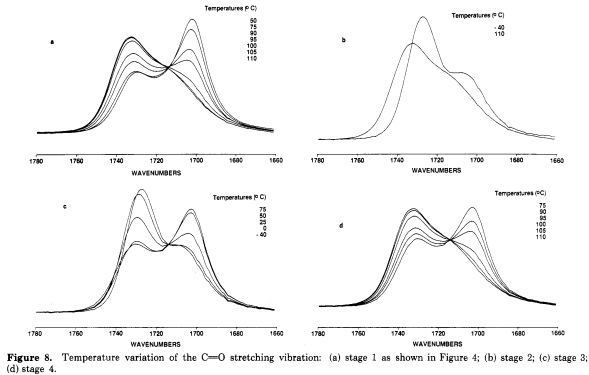 Temperatures (º C)
a
50
75
80
90
95
100
105
110
1780 1760 1740 1720 1700 1680 1660
WAVENUMBERS
Temperatures (º C)
b
- 40
110
1780 1760 1740 1720 1700 1680 1660
WAVENUMBERS
Temperatures (º C)
c
75
50
25
0
- 40
1780 1760 1740 1720 1700 1680 1660
WAVENUMBERS
Temperatures (º C)
d
75
90
95
100
105
110
1780 1760 1740 1720 1700 1680 1660
WAVENUMBERS
Figure 8. Temperature variation of the C=O stretching vibration: (a) stage 1 as shown in Figure 4; (b) stage 2; (c) stage 3;
(d) stage 4.